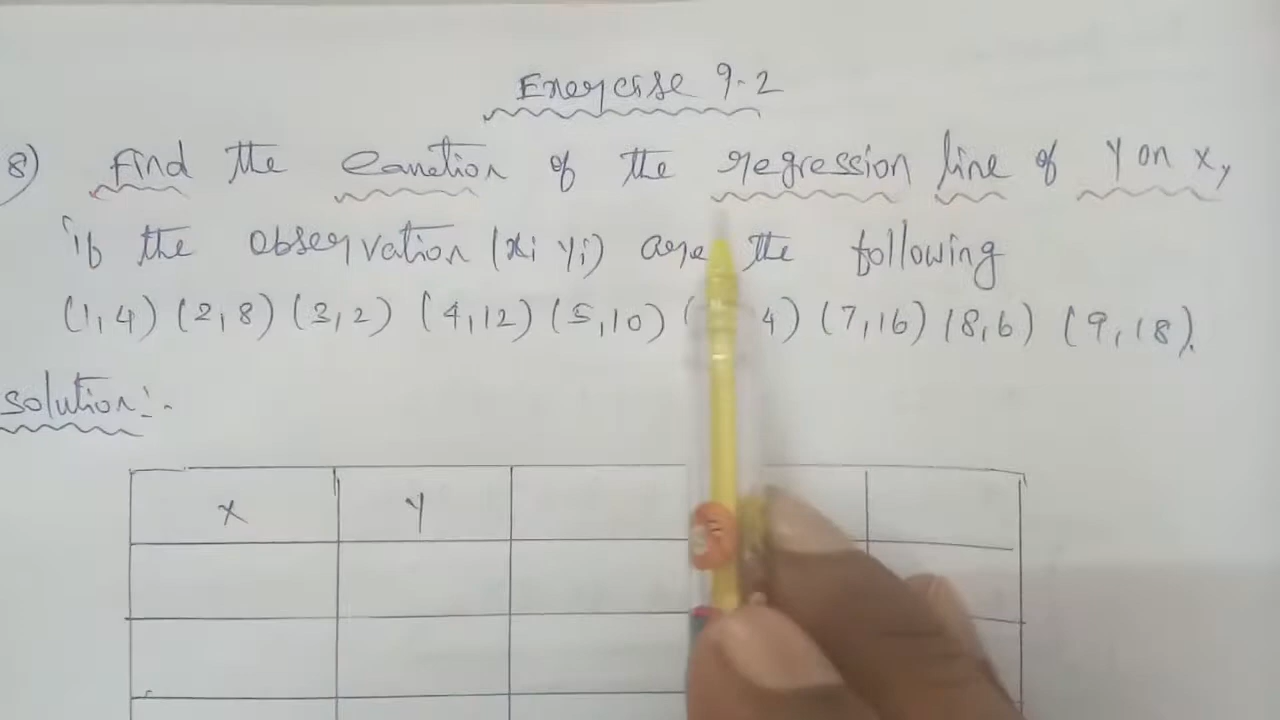 Exercise 9.2
8) Find the equation of the regression line of Y on X,
if the observation (xi yi) are the following
(1,4) (2,8) (3,2) (4,12) (5,10) ( 4) (7,16) (8,6) (9,18).
solution:-
X Y